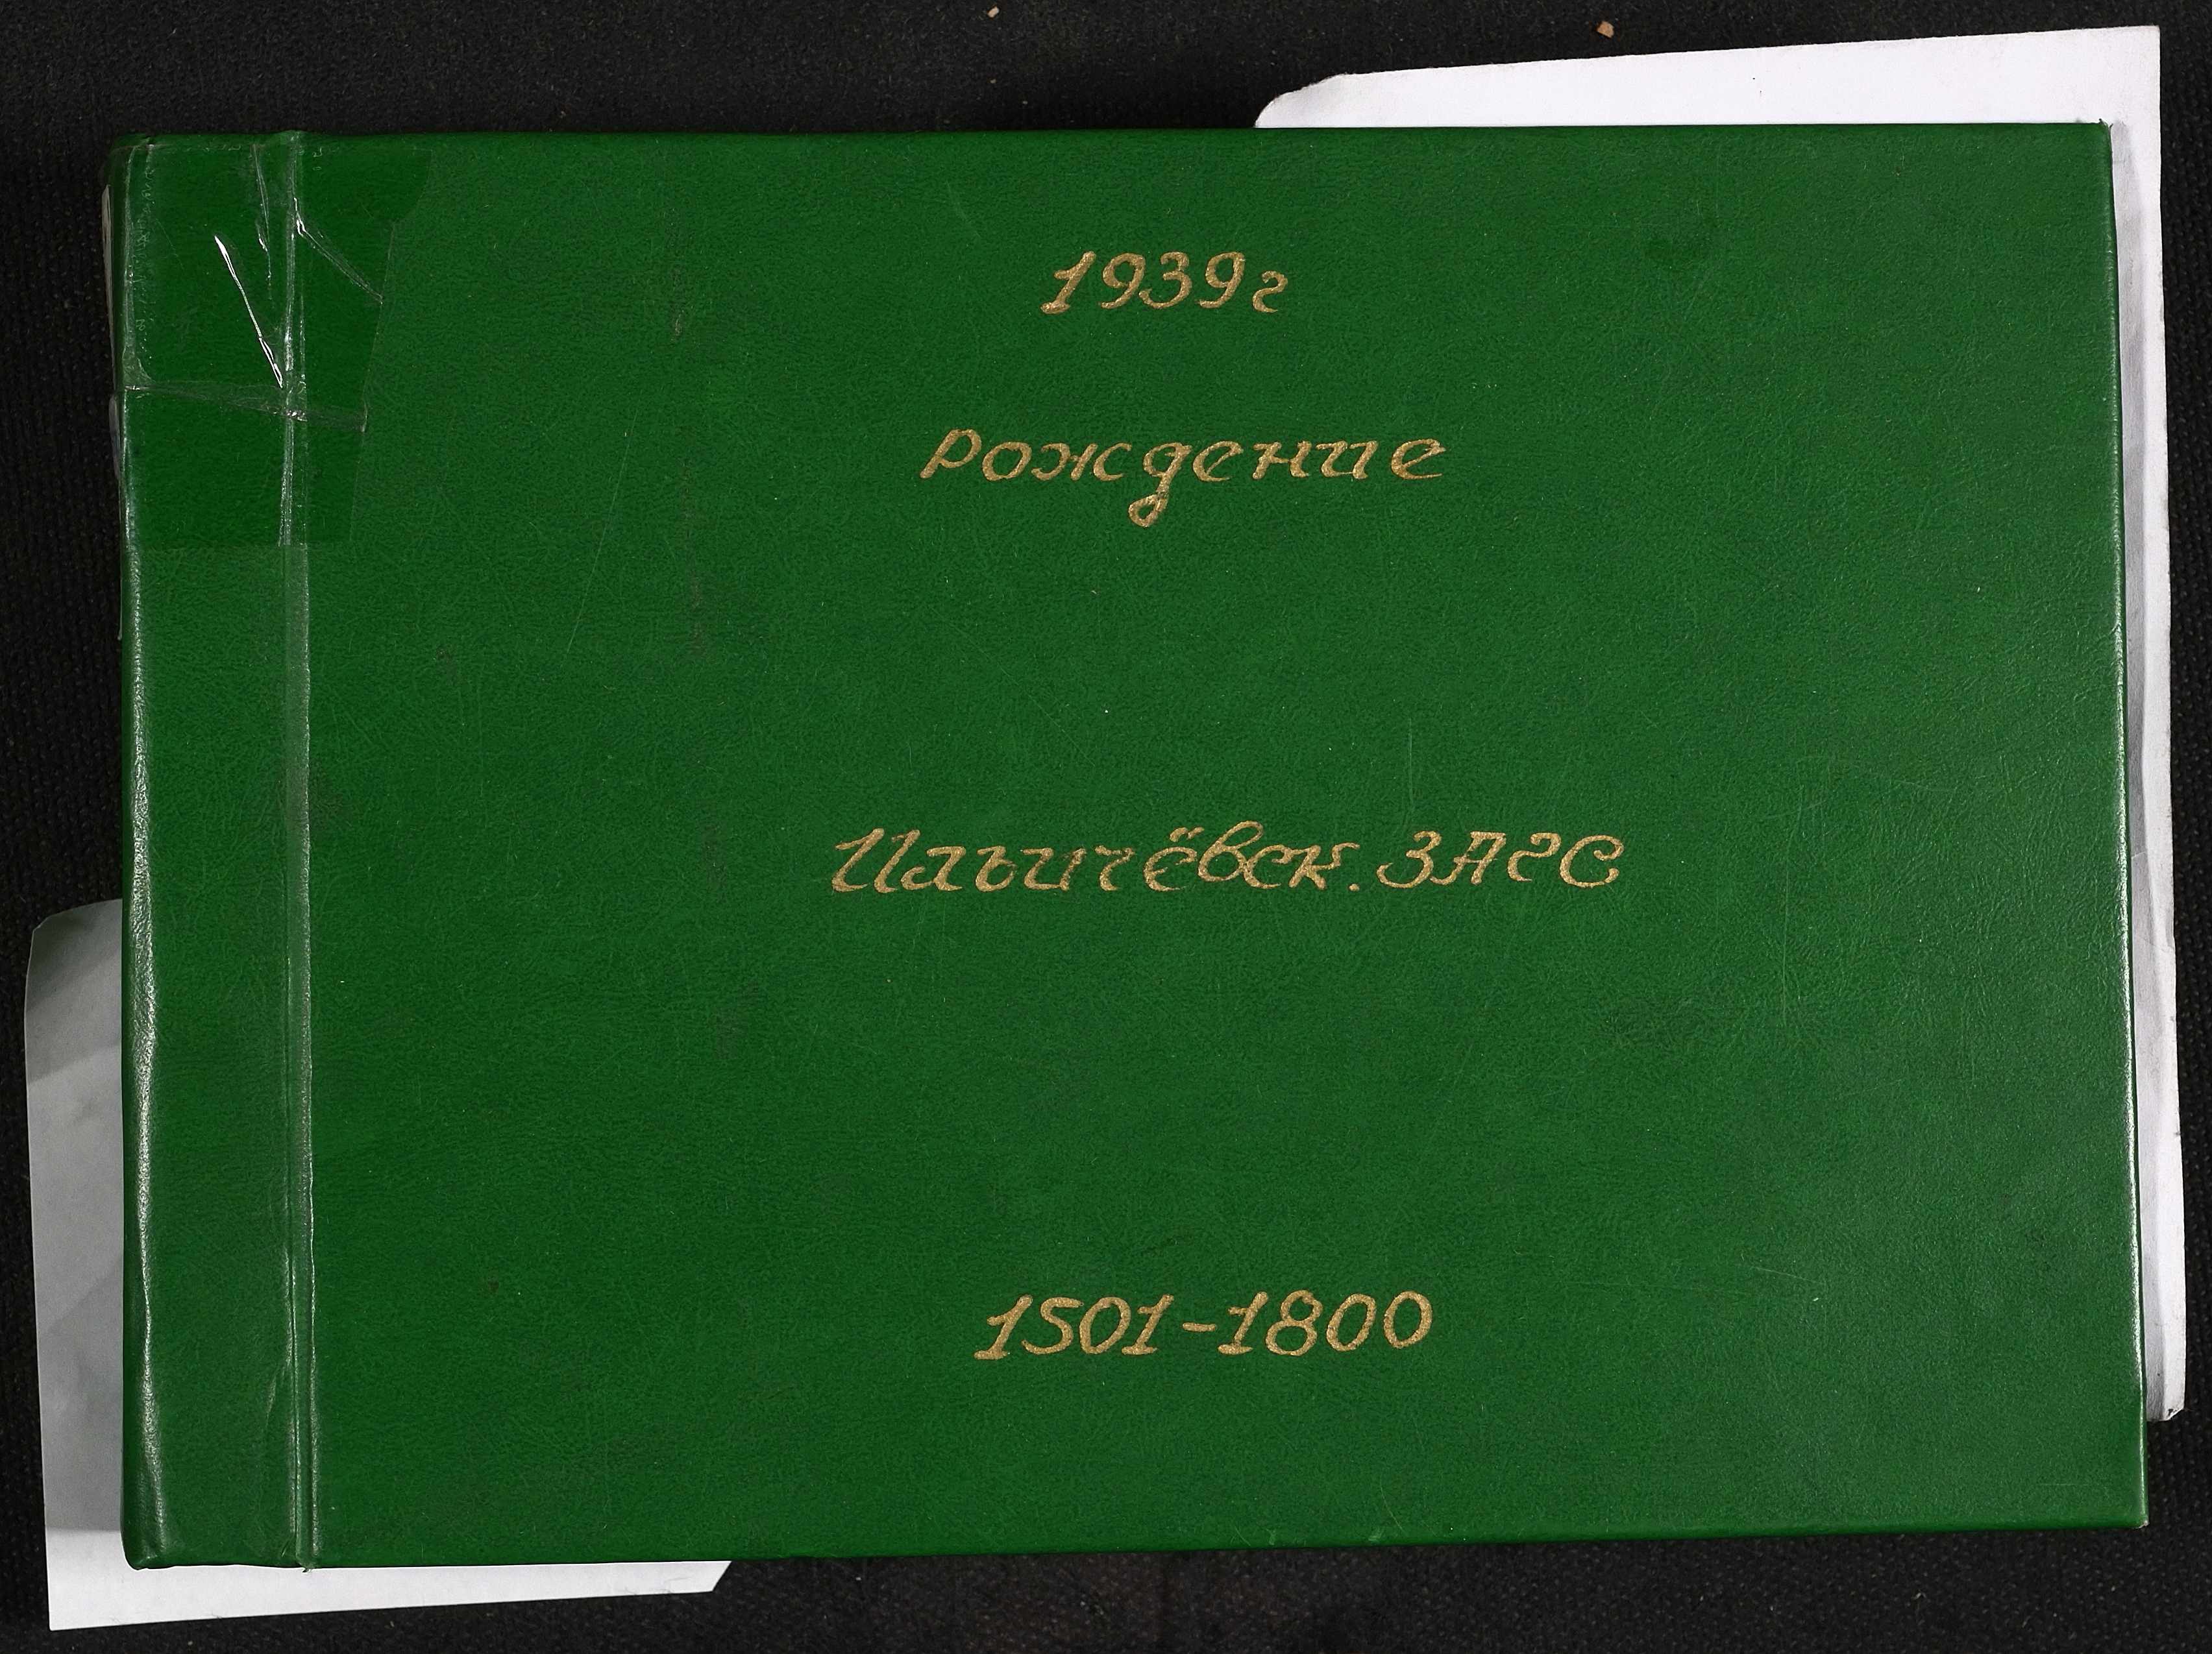 1939г
Рождение
Ильичёвск. ЗАГС
1501-1800